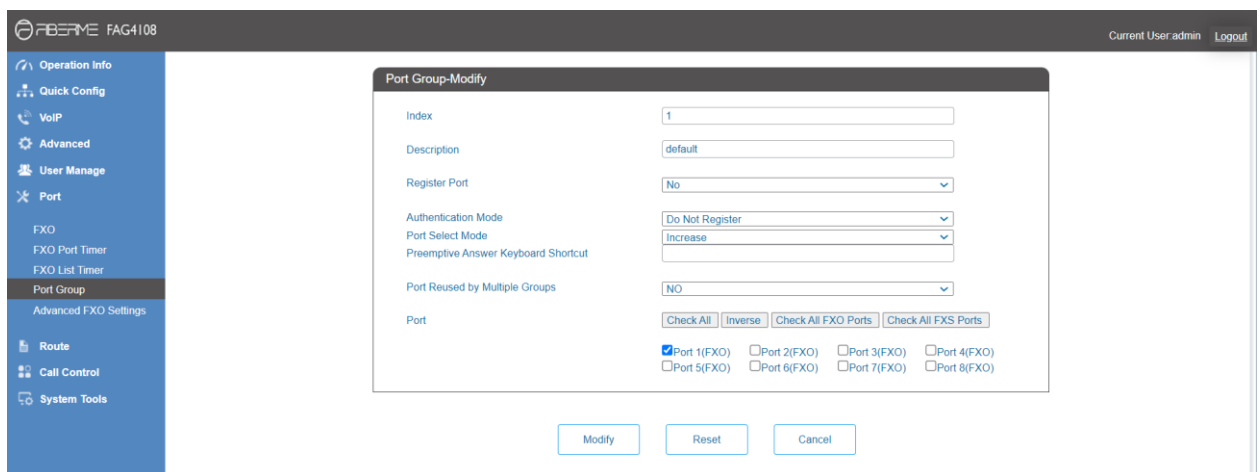 FIBERME FAG4108
Current User:admin Logout
Operation Info
Quick Config
VoIP
Advanced
User Manage
Port
FXO
FXO Port Timer
FXO List Timer
Port Group
Advanced FXO Settings
Route
Call Control
System Tools
Port Group-Modify
Index 1
Description default
Register Port No
Authentication Mode Do Not Register
Port Select Mode Increase
Preemptive Answer Keyboard Shortcut
Port Reused by Multiple Groups NO
Port Check All Inverse Check All FXO Ports Check All FXS Ports
Port 1(FXO) Port 2(FXO) Port 3(FXO) Port 4(FXO)
Port 5(FXO) Port 6(FXO) Port 7(FXO) Port 8(FXO)
Modify Reset Cancel